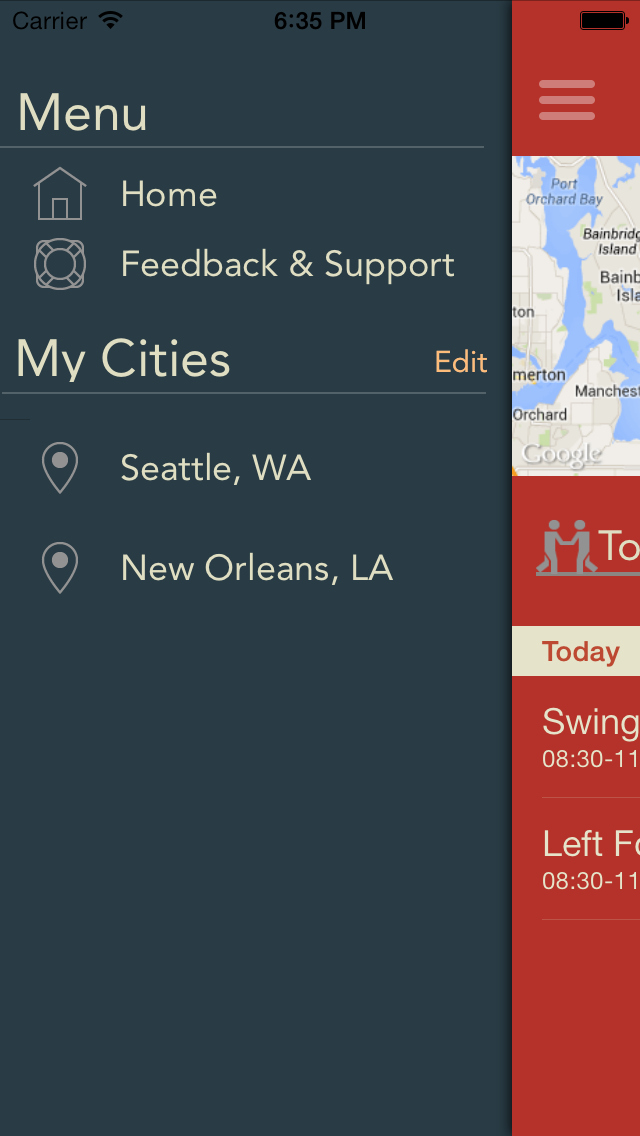 Carrier 6:35 PM
Menu
Home
Feedback & Support
My Cities Edit
Seattle, WA
New Orleans, LA
Port
Orchard Bay
Bainbridg
Island
Bainb
Isla
ton
merton
Manchest
Orchard
Google
To
Today
Swing
08:30-11
Left Fo
08:30-11